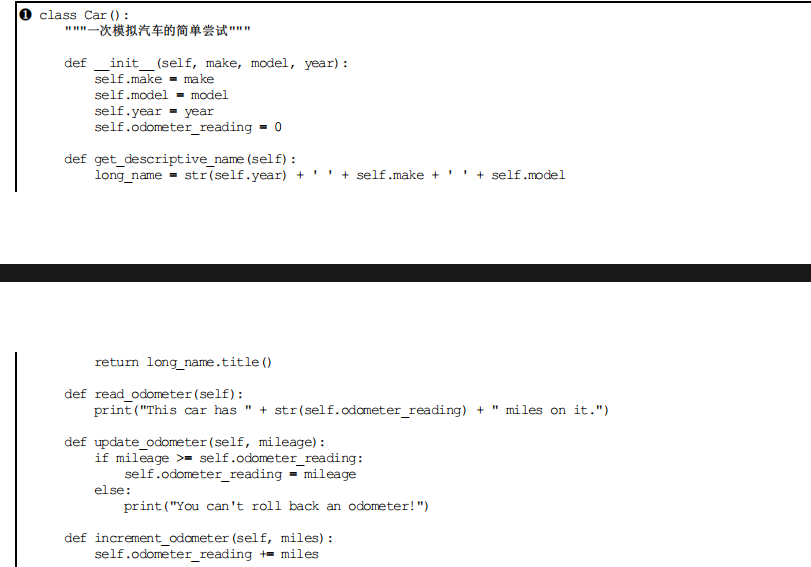 ❶ class Car():
"""一次模拟汽车的简单尝试"""
def __init__(self, make, model, year):
self.make = make
self.model = model
self.year = year
self.odometer_reading = 0
def get_descriptive_name(self):
long_name = str(self.year) + ' ' + self.make + ' ' + self.model
return long_name.title()
def read_odometer(self):
print("This car has " + str(self.odometer_reading) + " miles on it.")
def update_odometer(self, mileage):
if mileage >= self.odometer_reading:
self.odometer_reading = mileage
else:
print("You can't roll back an odometer!")
def increment_odometer(self, miles):
self.odometer_reading += miles